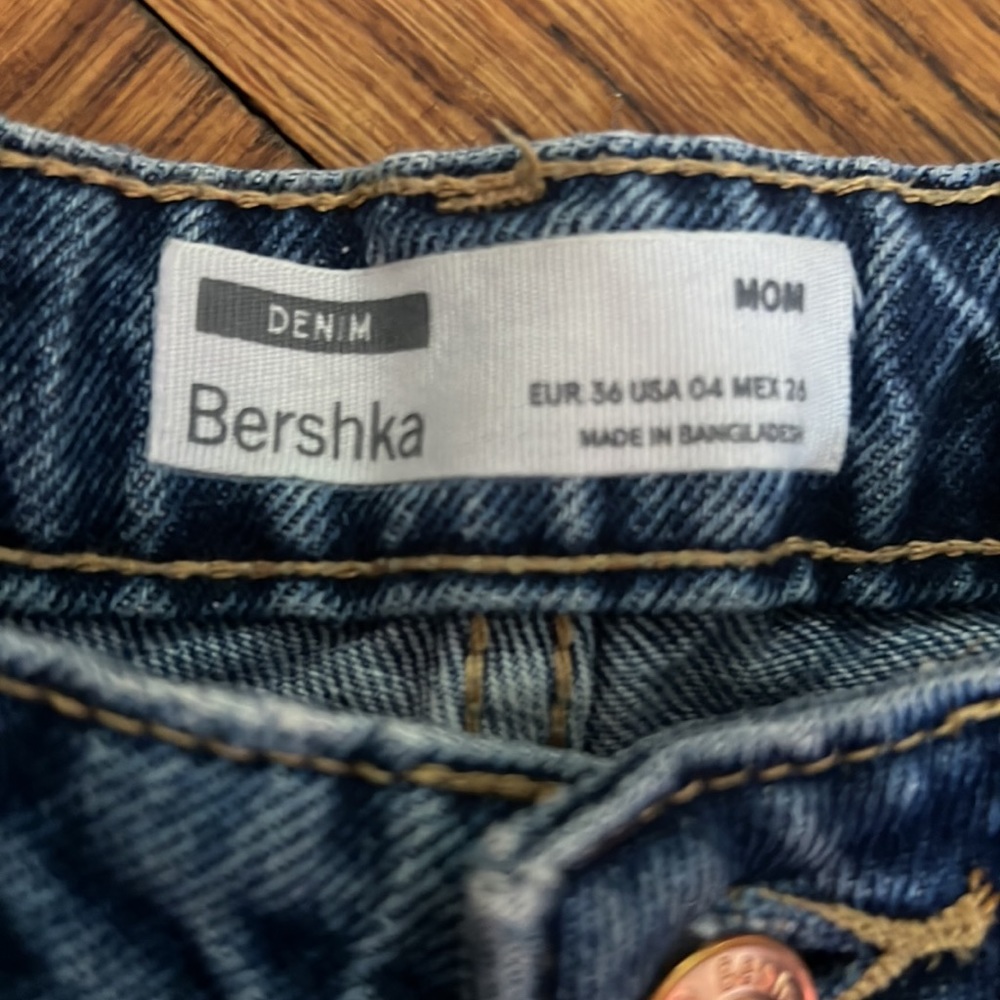 DENIM
Bershka
MOM
EUR 36 USA 04 MEX 26
MADE IN BANGLADESH